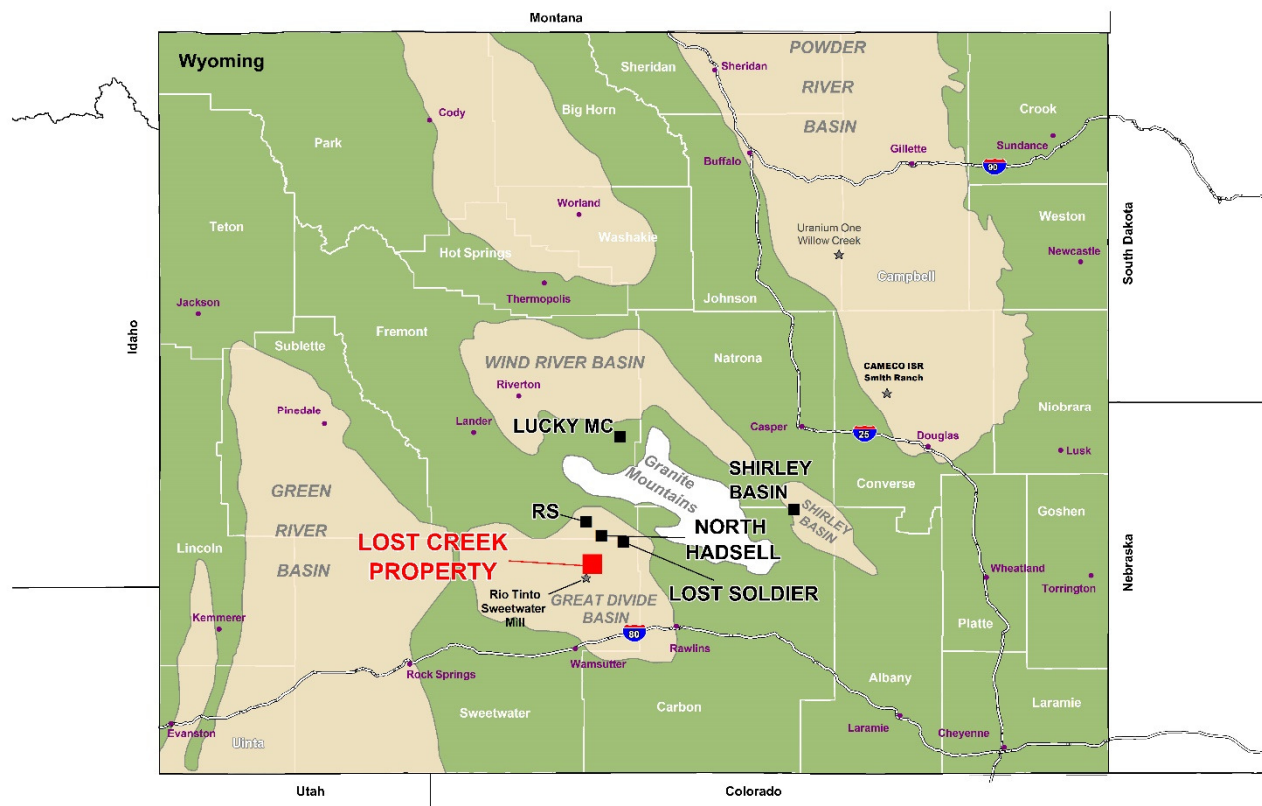 Montana
Wyoming
POWDER
RIVER
BASIN
Sheridan
Sheridan
Cody
Big Horn
Crook
Sundance
Park
Buffalo
Gillette
90
Worland
Weston
Teton
Washakie
Uranium One
Willow Creek
Newcastle
Hot Springs
Campbell
South Dakota
Thermopolis
Johnson
Jackson
Idaho
Fremont
Sublette
Natrona
WIND RIVER BASIN
CAMECO ISR
Smith Ranch
Riverton
Niobrara
Pinedale
Lander
LUCKY MC
Casper
25
Douglas
Lusk
Granite
Mountains
SHIRLEY
BASIN
Converse
GREEN
RIVER
BASIN
RS
SHIRLEY
BASIN
Goshen
NORTH
HADSELL
Lincoln
LOST CREEK
PROPERTY
Wheatland
Torrington
Nebraska
LOST SOLDIER
Rio Tinto
Sweetwater
Mill
GREAT DIVIDE
BASIN
Kemmerer
Platte
80
Rawlins
Wamsutter
Rock Springs
Albany
Sweetwater
Carbon
Laramie
Laramie
Evanston
Uinta
Cheyenne
Utah
Colorado